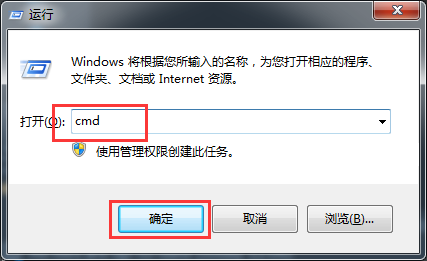 运行
Windows 将根据您所输入的名称，为您打开相应的程序、
文件夹、文档或 Internet 资源。
打开(O): cmd
使用管理权限创建此任务。
确定 取消 浏览(B)...